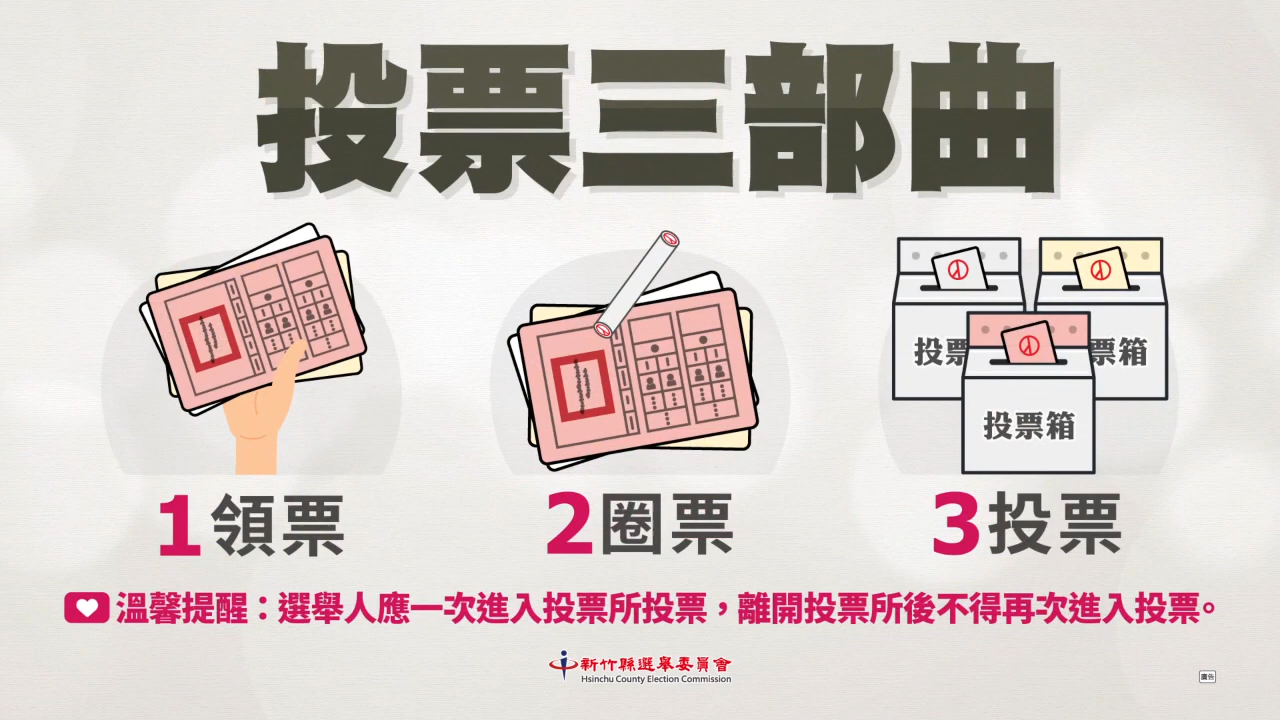 投票三部曲
投票箱
投票箱
投票箱
1領票
2圈票
3投票
溫馨提醒：選舉人應一次進入投票所投票，離開投票所後不得再次進入投票。
新竹縣選舉委員會
Hsinchu County Election Commission
廣告